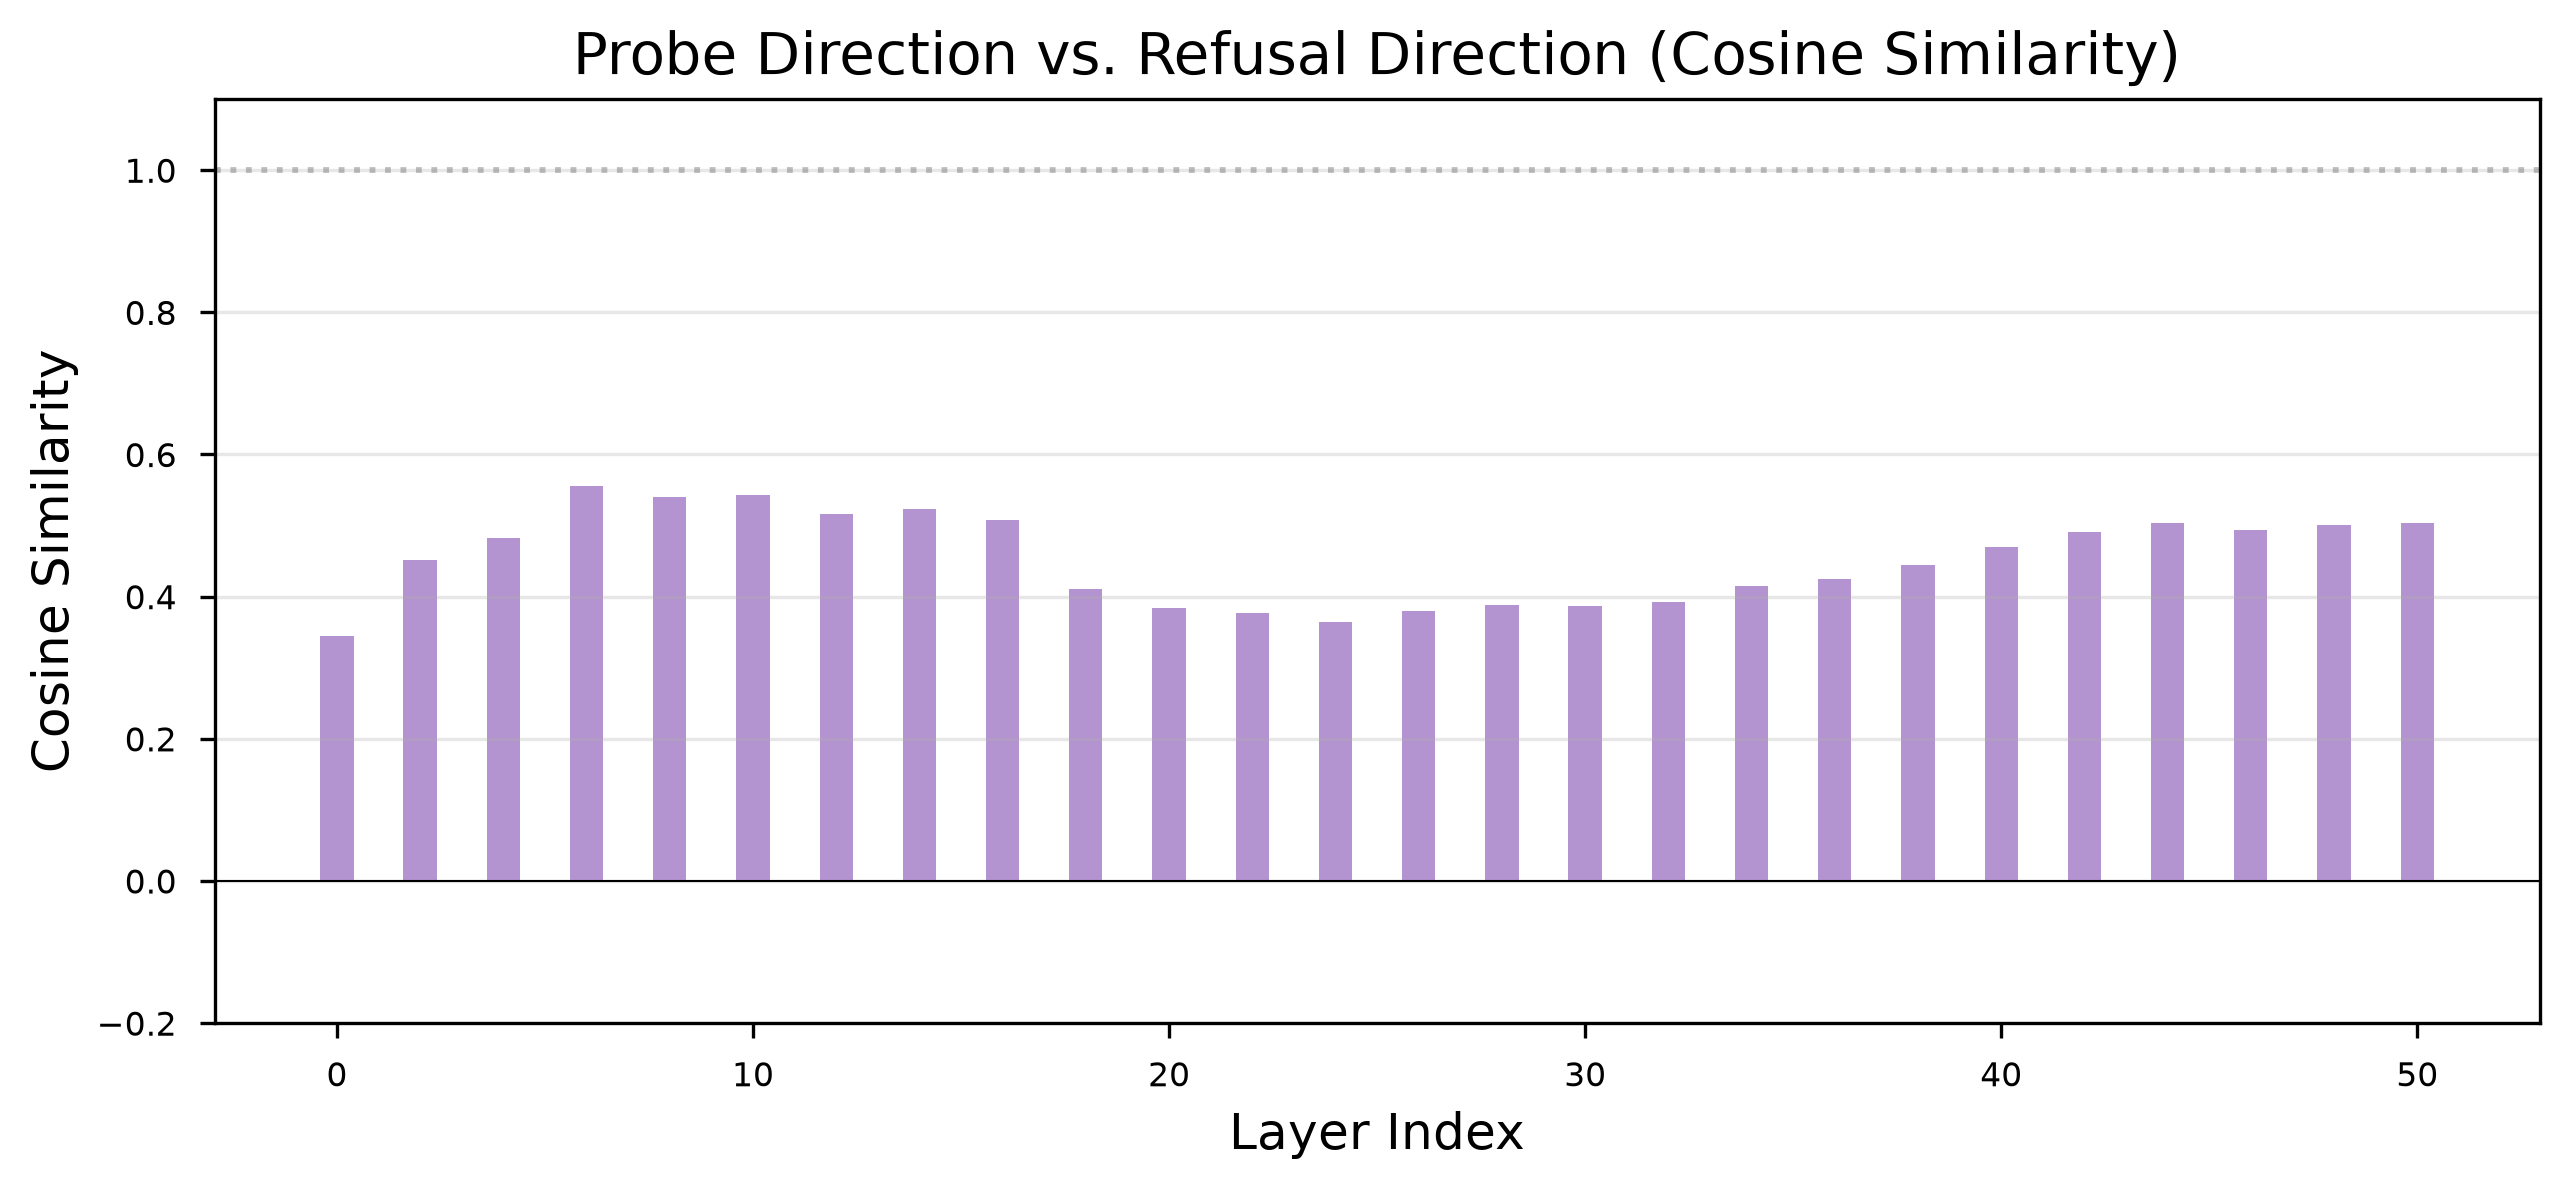 Probe Direction vs. Refusal Direction (Cosine Similarity)
Cosine Similarity
1.0
0.8
0.6
0.4
0.2
0.0
−0.2
0 10 20 30 40 50
Layer Index